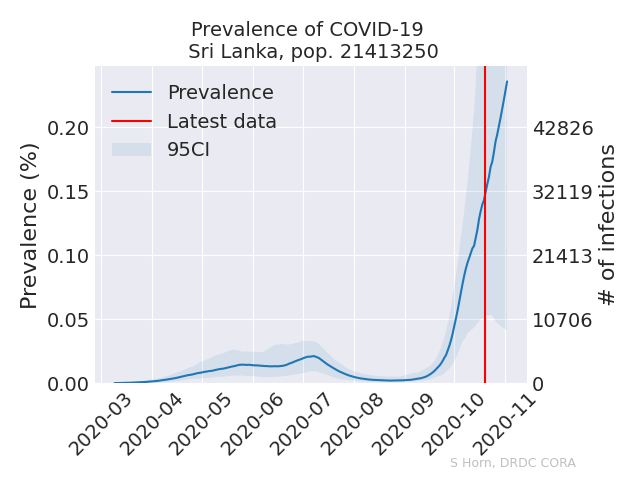 Prevalence of COVID-19
Sri Lanka, pop. 21413250
Prevalence
Latest data
95CI
Prevalence (%)
0.20
0.15
0.10
0.05
0.00
42826
32119
21413
10706
0
# of infections
2020-03
2020-04
2020-05
2020-06
2020-07
2020-08
2020-09
2020-10
2020-11
S Horn, DRDC CORA